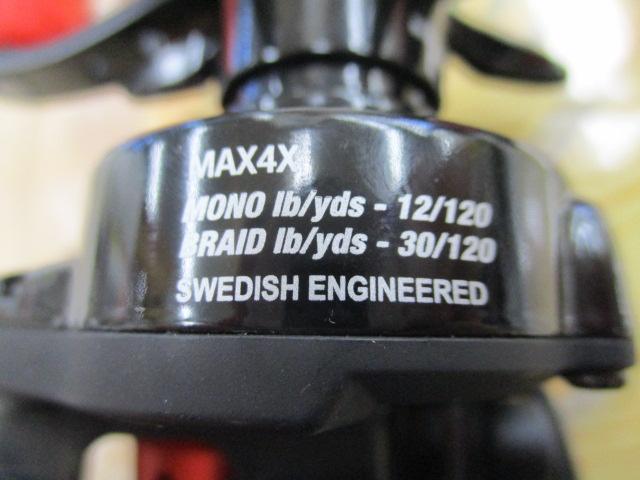 MAX4X
MONO lb/yds - 12/120
BRAID lb/yds - 30/120
SWEDISH ENGINEERED